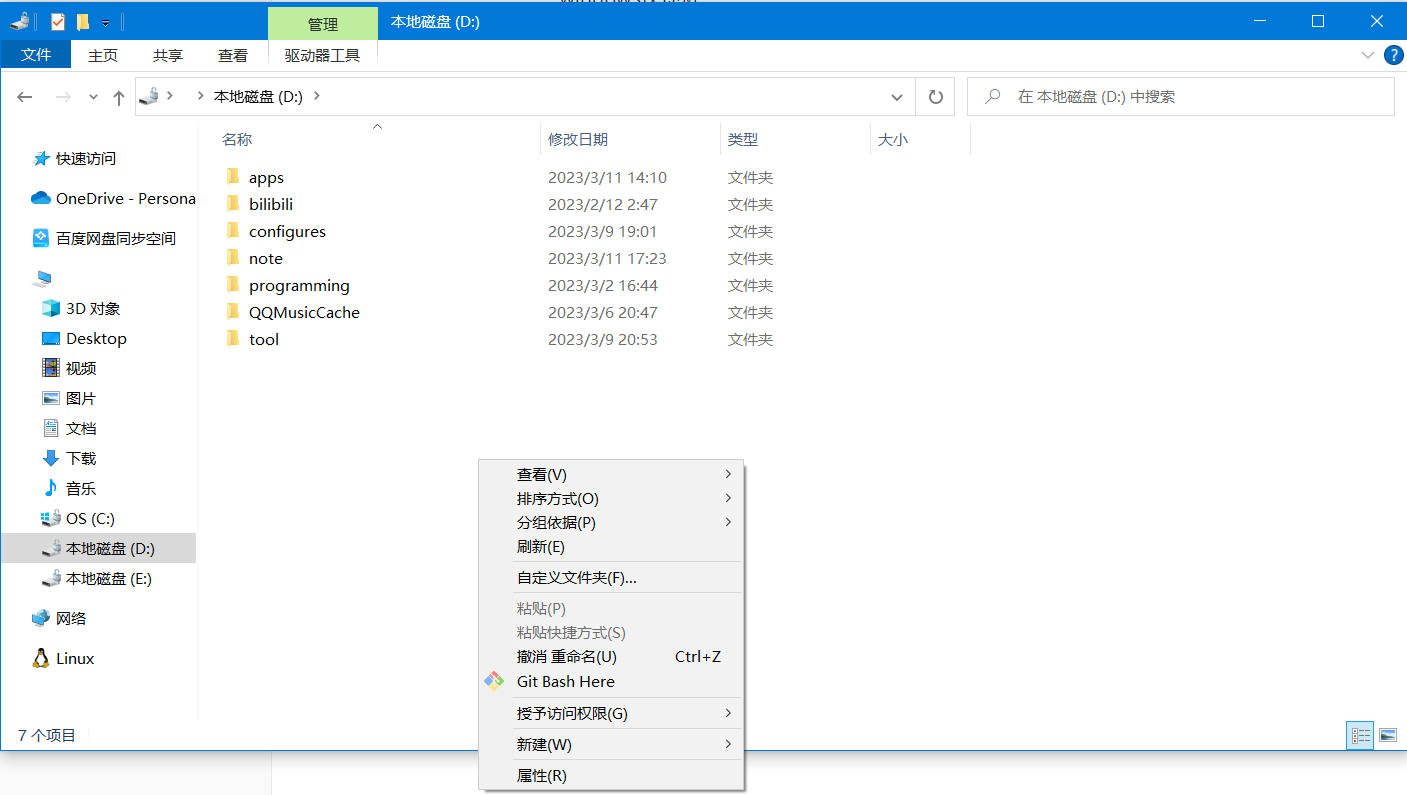 管理
本地磁盘 (D:)
文件
主页
共享
查看
驱动器工具
本地磁盘 (D:)
在 本地磁盘 (D:) 中搜索
名称
修改日期
类型
大小
快速访问
OneDrive - Persona
百度网盘同步空间
3D 对象
Desktop
视频
图片
文档
下载
音乐
OS (C:)
本地磁盘 (D:)
本地磁盘 (E:)
网络
Linux
apps 2023/3/11 14:10 文件夹
bilibili 2023/2/12 2:47 文件夹
configures 2023/3/9 19:01 文件夹
note 2023/3/11 17:23 文件夹
programming 2023/3/2 16:44 文件夹
QQMusicCache 2023/3/6 20:47 文件夹
tool 2023/3/9 20:53 文件夹
查看(V)
排序方式(O)
分组依据(P)
刷新(E)
自定义文件夹(F)...
粘贴(P)
粘贴快捷方式(S)
撤消 重命名(U) Ctrl+Z
Git Bash Here
授予访问权限(G)
新建(W)
属性(R)
7 个项目